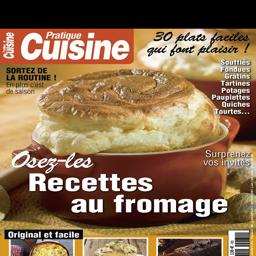 Cuisine
Pratique
Cuisine
30 plats faciles
qui font plaisir !
SORTEZ DE
LA ROUTINE !
En plus c'est
de saison
Soufflés
Fondues
Gratins
Tartines
Potages
Paupiettes
Quiches
Tourtes...
Osez-les
Surprenez
vos invités
Recettes
au fromage
Original et facile